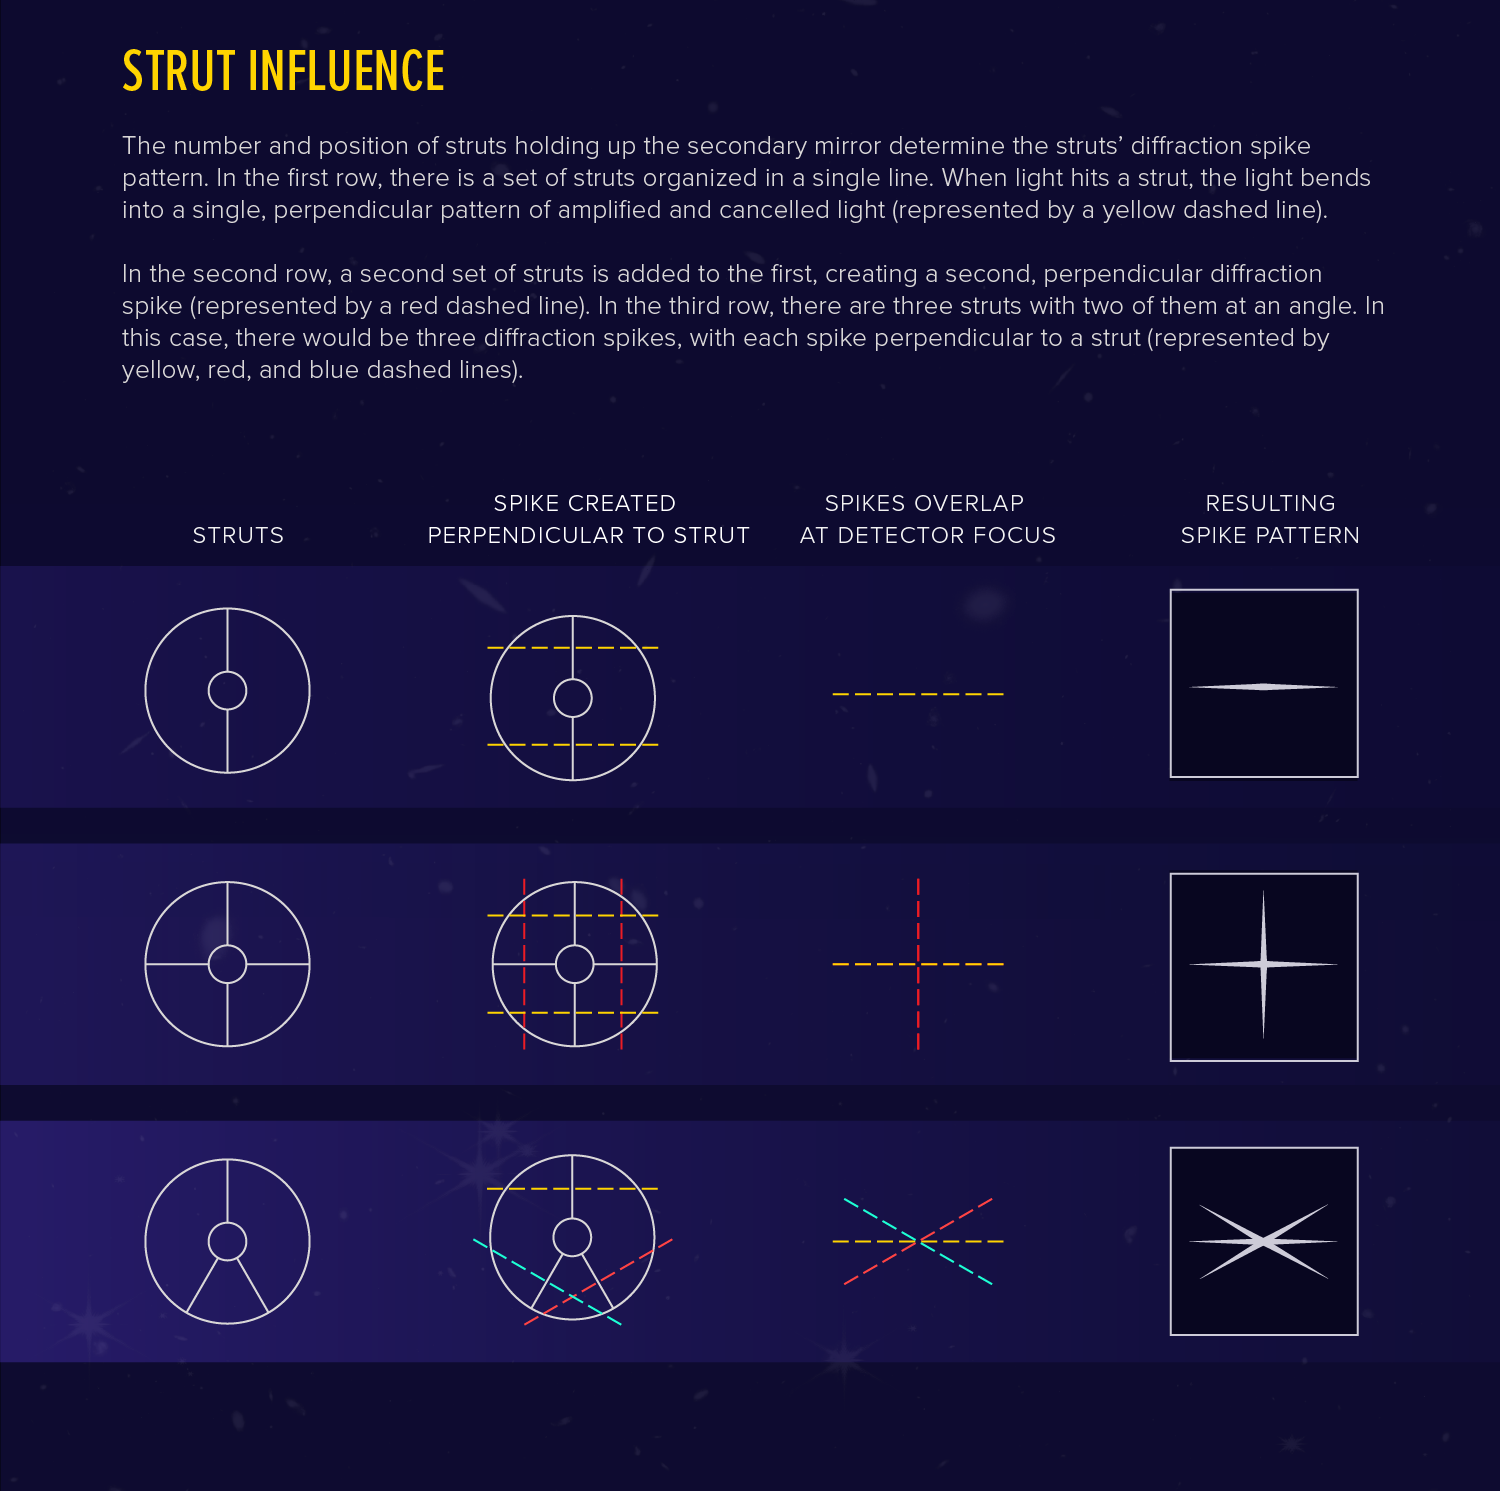 STRUT INFLUENCE
The number and position of struts holding up the secondary mirror determine the struts’ diffraction spike
pattern. In the first row, there is a set of struts organized in a single line. When light hits a strut, the light bends
into a single, perpendicular pattern of amplified and cancelled light (represented by a yellow dashed line).
In the second row, a second set of struts is added to the first, creating a second, perpendicular diffraction
spike (represented by a red dashed line). In the third row, there are three struts with two of them at an angle. In
this case, there would be three diffraction spikes, with each spike perpendicular to a strut (represented by
yellow, red, and blue dashed lines).
STRUTS
SPIKE CREATED
PERPENDICULAR TO STRUT
SPIKES OVERLAP
AT DETECTOR FOCUS
RESULTING
SPIKE PATTERN